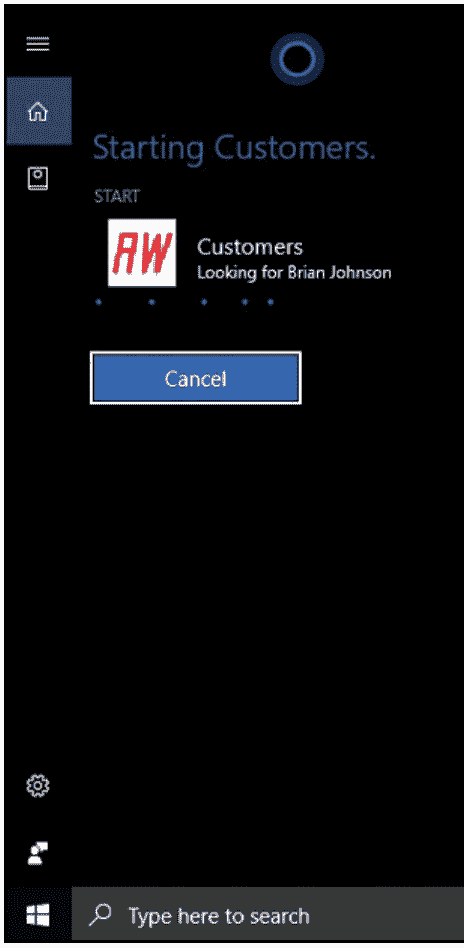 Starting Customers.
START
AW
Customers
Looking for Brian Johnson
Cancel
Type here to search